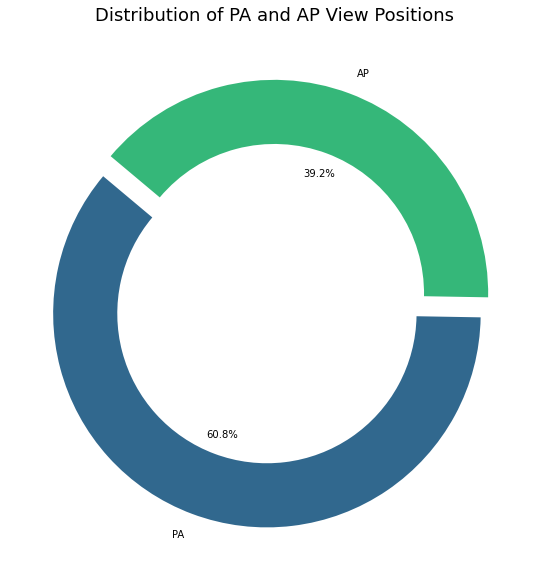 Distribution of PA and AP View Positions
AP
39.2%
60.8%
PA